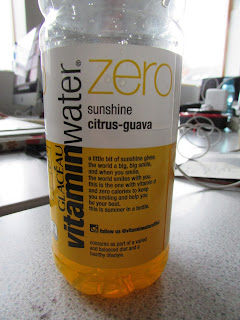 GLACÉAU
vitaminwater®
zero
sunshine
citrus-guava
a little bit of sunshine gives
the world a big, big smile,
and when you smile,
the world smiles with you.
this is the one with vitamin
and zero calories to keep
you smiling and help you
be your best.
this is summer in a bottle.
follow us @vitaminwater
consume as part of a varied
and balanced diet and a
healthy lifestyle